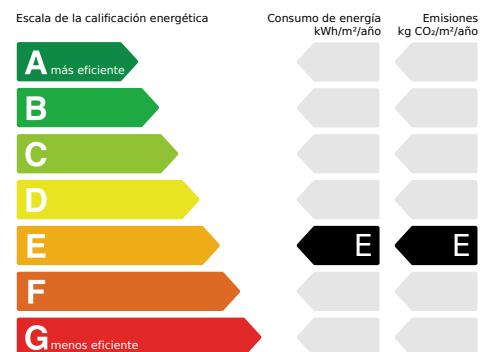 Escala de la calificación energética
Consumo de energía
kWh/m²/año
Emisiones
kg CO₂/m²/año
A más eficiente
B
C
D
E E E
F
G menos eficiente